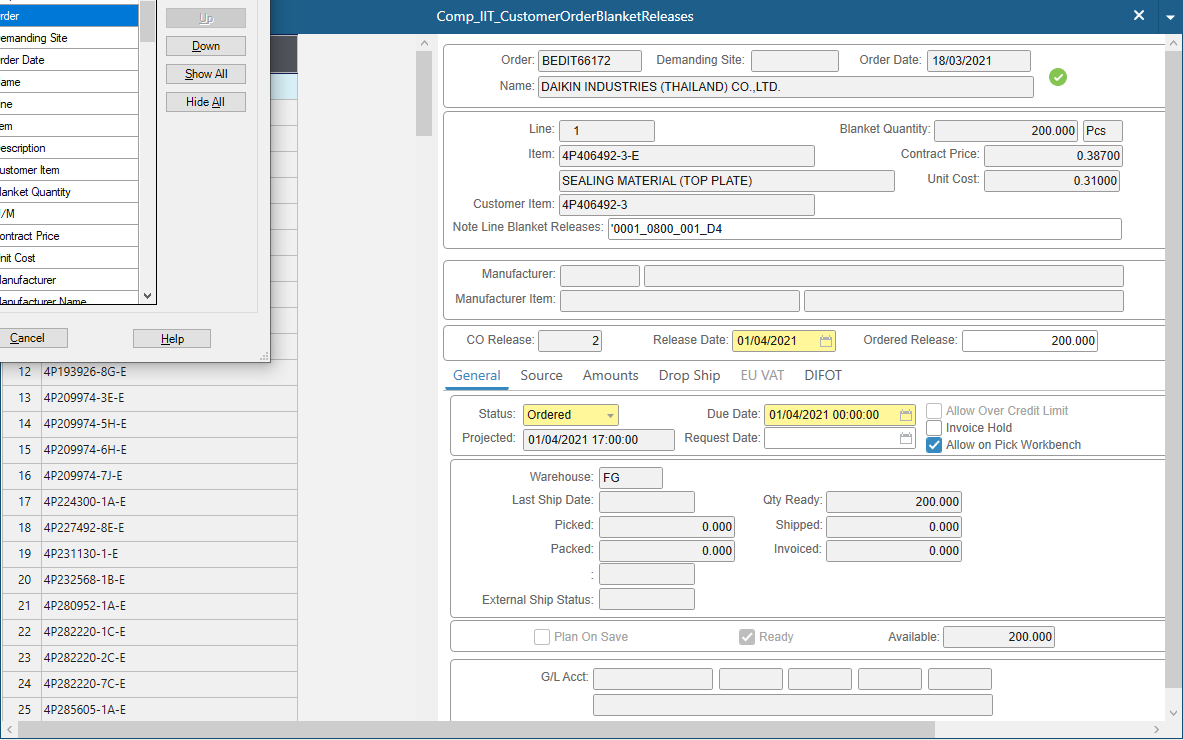 Comp_IIT_CustomerOrderBlanketReleases
rder
emanding Site
rder Date
ame
ne
em
escription
ustomer Item
lanket Quantity
/M
ontract Price
nit Cost
anufacturer
anufacturer Name
Up
Down
Show All
Hide All
Cancel
Help
12 4P193926-8G-E
13 4P209974-3E-E
14 4P209974-5H-E
15 4P209974-6H-E
16 4P209974-7J-E
17 4P224300-1A-E
18 4P227492-8E-E
19 4P231130-1-E
20 4P232568-1B-E
21 4P280952-1A-E
22 4P282220-1C-E
23 4P282220-2C-E
24 4P282220-7C-E
25 4P285605-1A-E
Order: BEDIT66172 Demanding Site: Order Date: 18/03/2021
Name: DAIKIN INDUSTRIES (THAILAND) CO.,LTD.
Line: 1 Blanket Quantity: 200.000 Pcs
Item: 4P406492-3-E Contract Price: 0.38700
SEALING MATERIAL (TOP PLATE) Unit Cost: 0.31000
Customer Item: 4P406492-3
Note Line Blanket Releases: '0001_0800_001_D4
Manufacturer:
Manufacturer Item:
CO Release: 2 Release Date: 01/04/2021 Ordered Release: 200.000
General Source Amounts Drop Ship EU VAT DIFOT
Status: Ordered Due Date: 01/04/2021 00:00:00 Allow Over Credit Limit
Invoice Hold
Projected: 01/04/2021 17:00:00 Request Date: Allow on Pick Workbench
Warehouse: FG
Last Ship Date: Qty Ready: 200.000
Picked: 0.000 Shipped: 0.000
Packed: 0.000 Invoiced: 0.000
:
External Ship Status:
Plan On Save Ready Available: 200.000
G/L Acct: